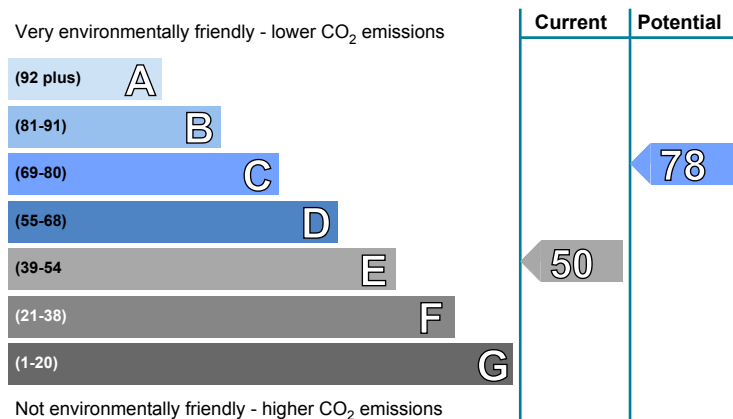 Current Potential
Very environmentally friendly - lower CO2 emissions
(92 plus) A
(81-91) B
(69-80) C
78
(55-68) D
(39-54 E
50
(21-38) F
(1-20) G
Not environmentally friendly - higher CO2 emissions